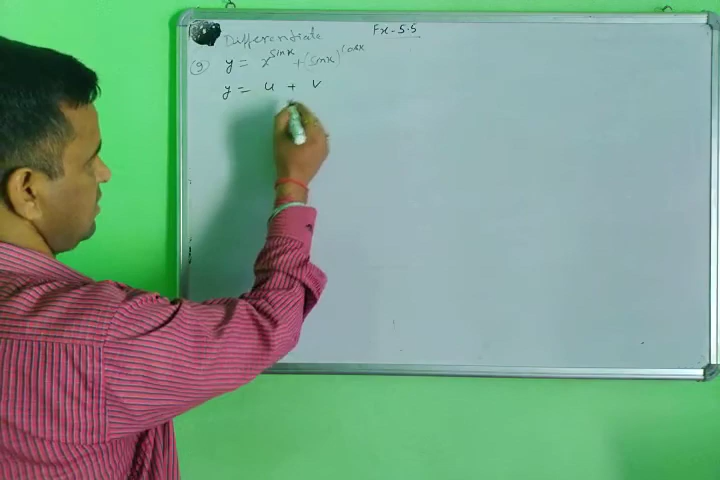 Differentiate Ex-5.5
(9) y = x^sinx + (sinx)^cosx
y = u + v